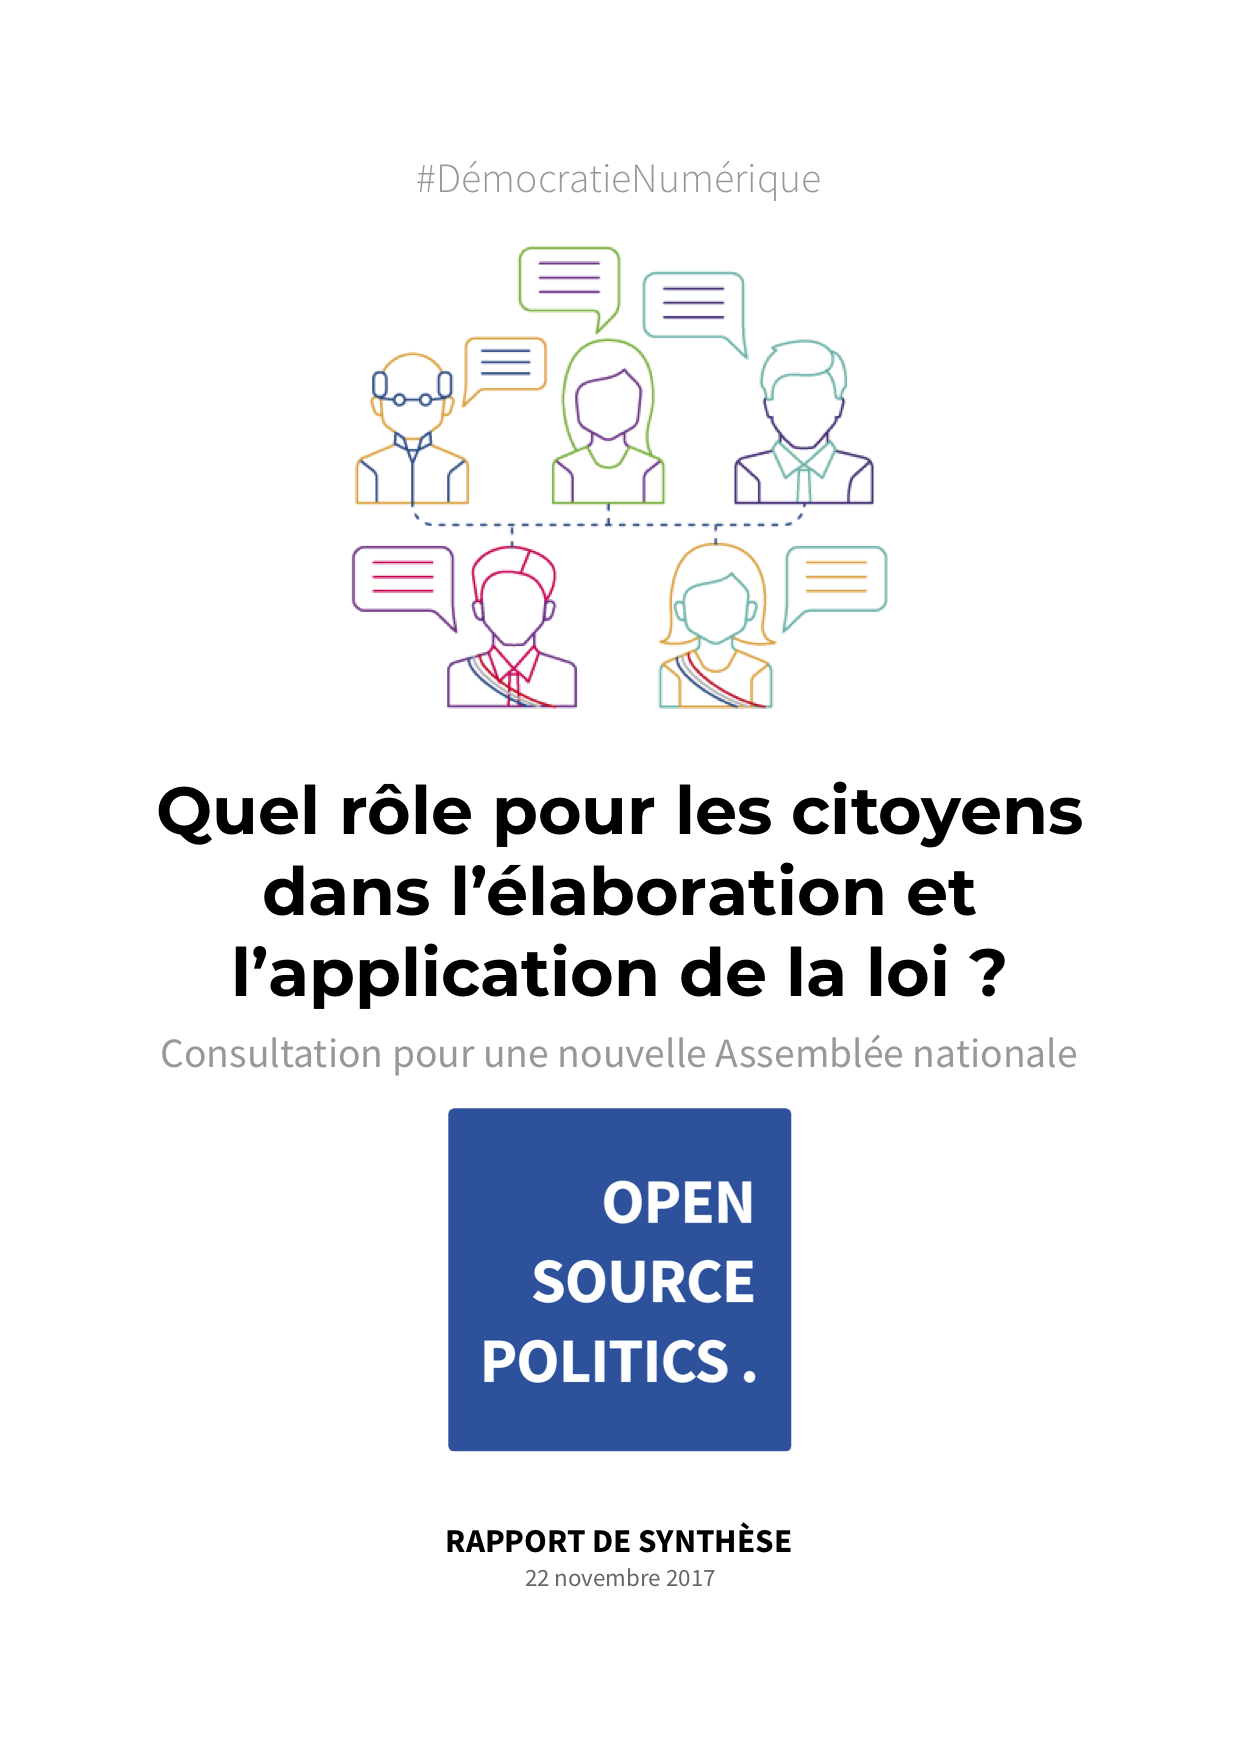 #DémocratieNumérique
Quel rôle pour les citoyens
dans l’élaboration et
l’application de la loi ?
Consultation pour une nouvelle Assemblée nationale
OPEN
SOURCE
POLITICS .
RAPPORT DE SYNTHÈSE
22 novembre 2017